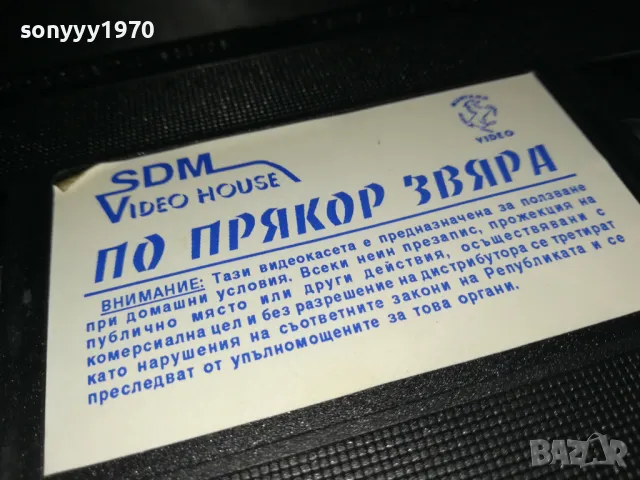 sonyyy1970
SDM
VIDEO HOUSE
VIDEO
ПО ПРЯКОР ЗВЯРА
ВНИМАНИЕ: Тази видеокасета е предназначена за ползване
при домашни условия. Всеки неин презапис, прожекция на
публично място или други действия, осъществявани с
комерсиална цел и без разрешение на дистрибутора се третират
като нарушения на съответните закони на Републиката и се
преследват от упълномощените за това органи.
BAZAR